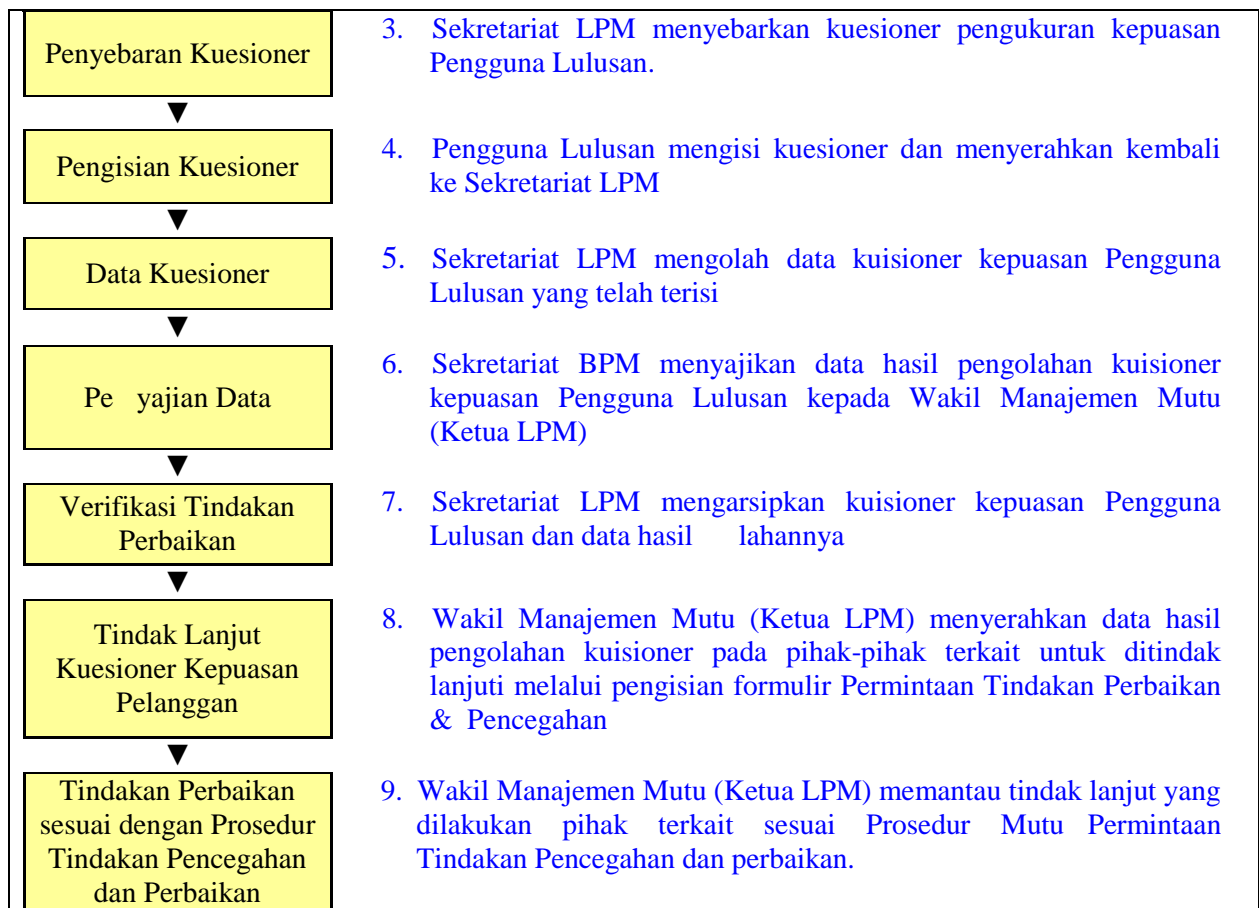 Penyebaran Kuesioner
3. Sekretariat LPM menyebarkan kuesioner pengukuran kepuasan
Pengguna Lulusan.
Pengisian Kuesioner
4. Pengguna Lulusan mengisi kuesioner dan menyerahkan kembali
ke Sekretariat LPM
Data Kuesioner
5. Sekretariat LPM mengolah data kuisioner kepuasan Pengguna
Lulusan yang telah terisi
Pe yajian Data
6. Sekretariat BPM menyajikan data hasil pengolahan kuisioner
kepuasan Pengguna Lulusan kepada Wakil Manajemen Mutu
(Ketua LPM)
Verifikasi Tindakan
Perbaikan
7. Sekretariat LPM mengarsipkan kuisioner kepuasan Pengguna
Lulusan dan data hasil lahannya
Tindak Lanjut
Kuesioner Kepuasan
Pelanggan
8. Wakil Manajemen Mutu (Ketua LPM) menyerahkan data hasil
pengolahan kuisioner pada pihak-pihak terkait untuk ditindak
lanjuti melalui pengisian formulir Permintaan Tindakan Perbaikan
& Pencegahan
Tindakan Perbaikan
sesuai dengan Prosedur
Tindakan Pencegahan
dan Perbaikan
9. Wakil Manajemen Mutu (Ketua LPM) memantau tindak lanjut yang
dilakukan pihak terkait sesuai Prosedur Mutu Permintaan
Tindakan Pencegahan dan perbaikan.